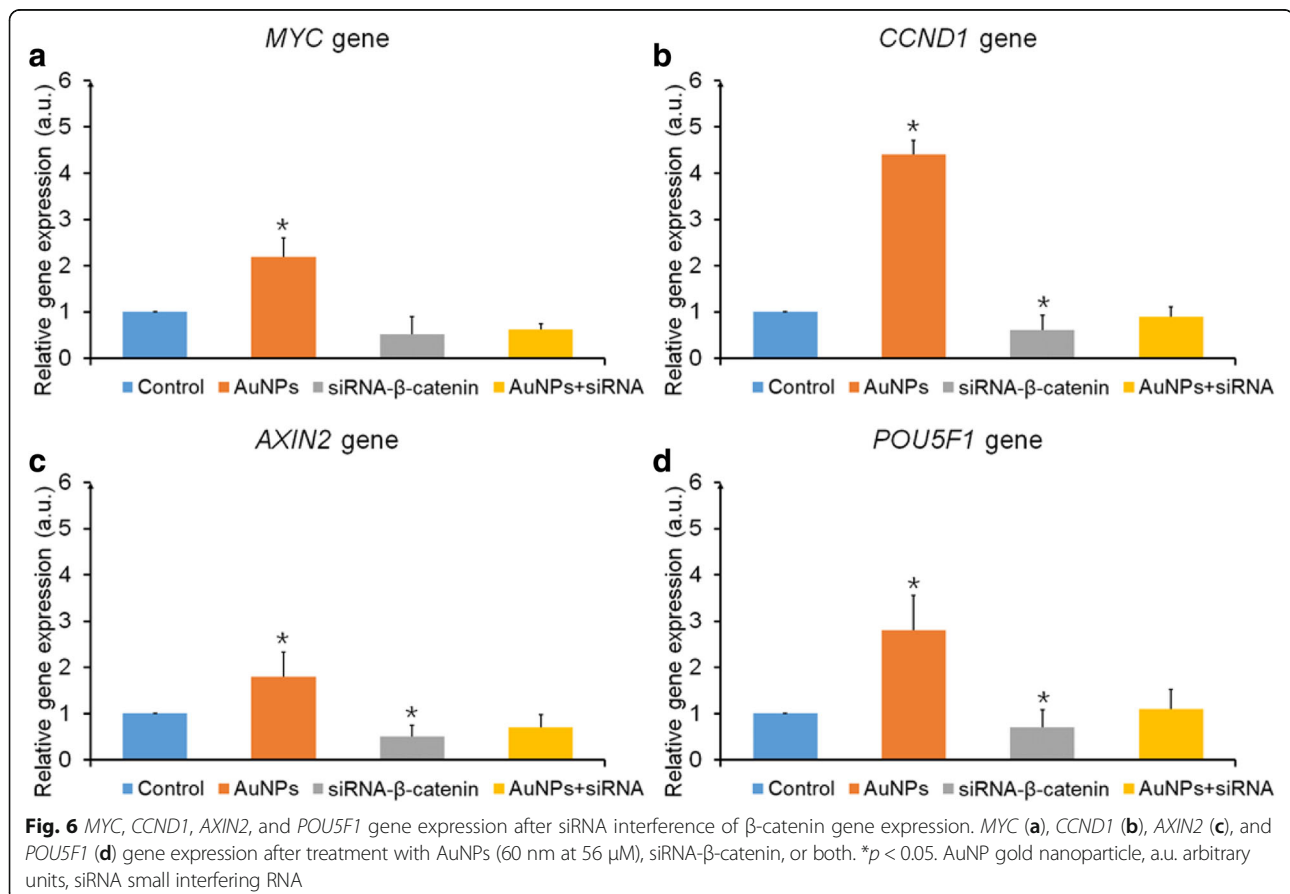 MYC gene
CCND1 gene
a
b
Relative gene expression (a.u.)
6
5
4
3
2
1
0
*
Control AuNPs siRNA-β-catenin AuNPs+siRNA
Relative gene expression (a.u.)
6
5
4
3
2
1
0
*
*
Control AuNPs siRNA-β-catenin AuNPs+siRNA
AXIN2 gene
POU5F1 gene
c
d
Relative gene expression (a.u.)
6
5
4
3
2
1
0
*
*
Control AuNPs siRNA-β-catenin AuNPs+siRNA
Relative gene expression (a.u.)
6
5
4
3
2
1
0
*
*
Control AuNPs siRNA-β-catenin AuNPs+siRNA
Fig. 6 MYC, CCND1, AXIN2, and POU5F1 gene expression after siRNA interference of β-catenin gene expression. MYC (a), CCND1 (b), AXIN2 (c), and
POU5F1 (d) gene expression after treatment with AuNPs (60 nm at 56 μM), siRNA-β-catenin, or both. *p < 0.05. AuNP gold nanoparticle, a.u. arbitrary
units, siRNA small interfering RNA